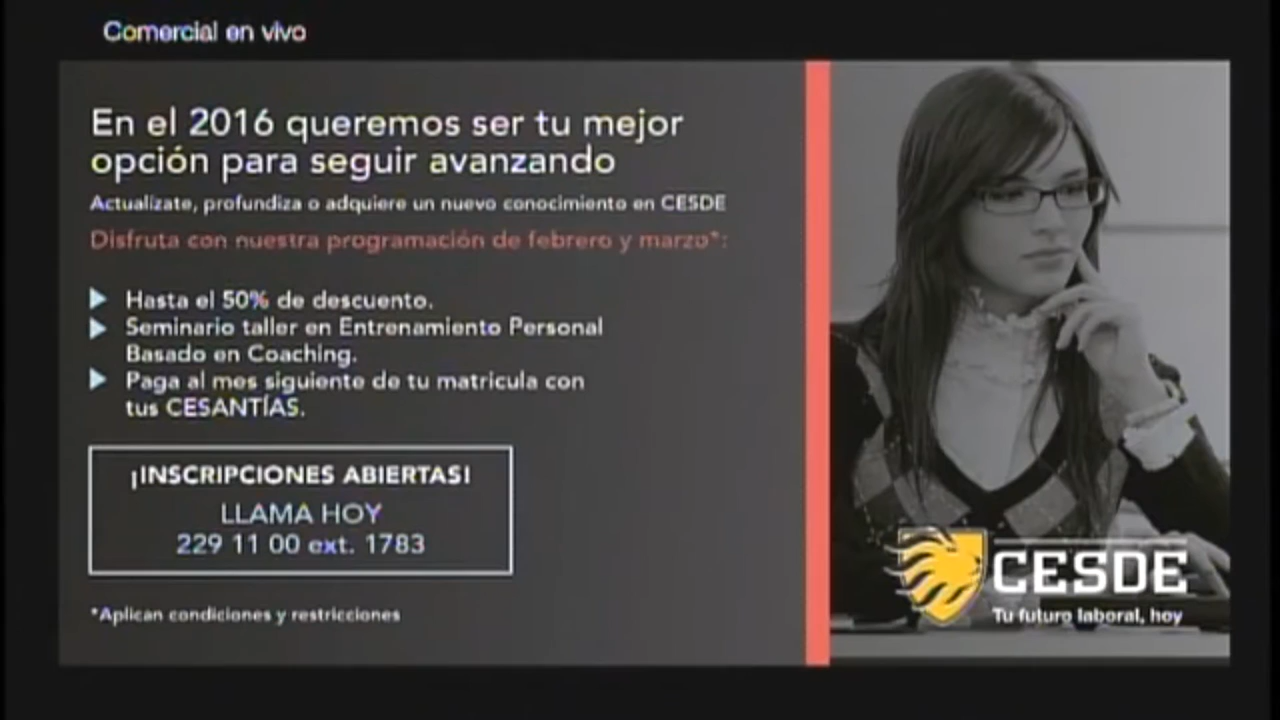 Comercial en vivo
En el 2016 queremos ser tu mejor
opción para seguir avanzando
Actualízate, profundiza o adquiere un nuevo conocimiento en CESDE
Disfruta con nuestra programación de febrero y marzo*:
Hasta el 50% de descuento.
Seminario taller en Entrenamiento Personal
Basado en Coaching.
Paga al mes siguiente de tu matricula con
tus CESANTÍAS.
¡INSCRIPCIONES ABIERTAS!
LLAMA HOY
229 11 00 ext. 1783
*Aplican condiciones y restricciones
CESDE
Tu futuro laboral, hoy